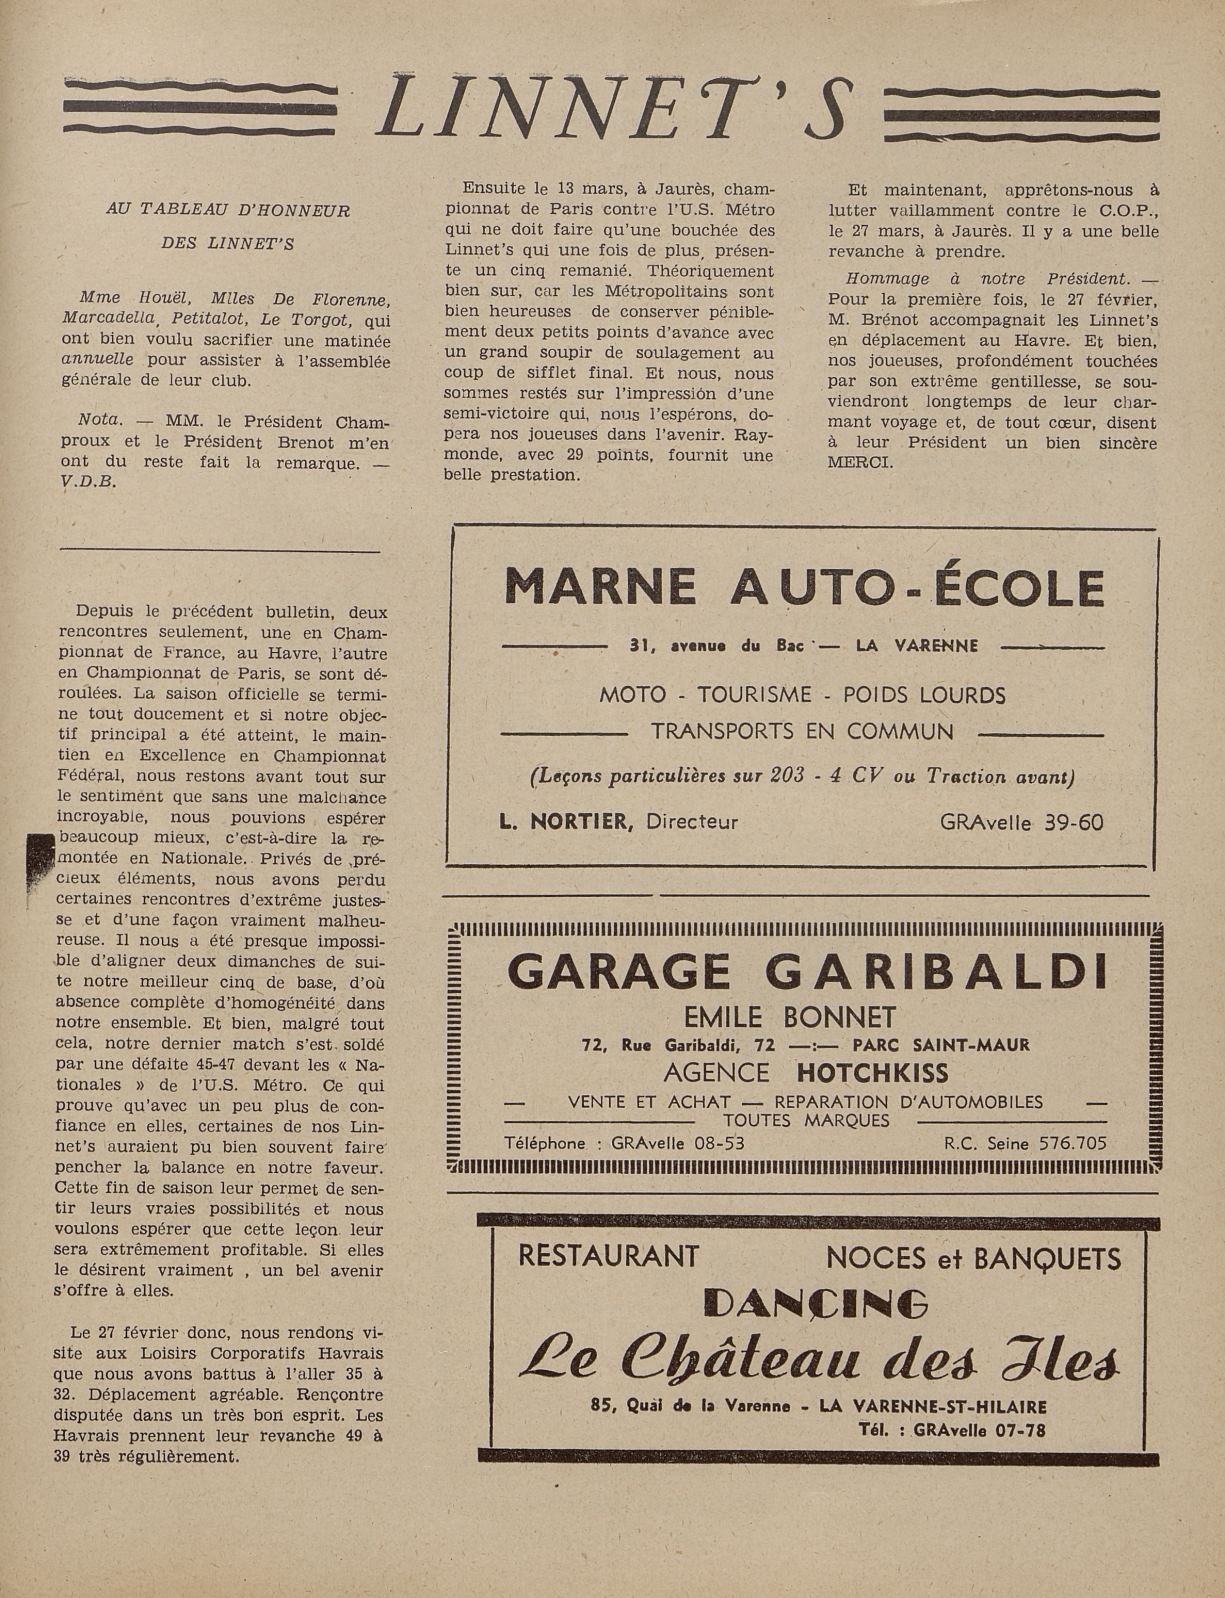 LINNET'S
AU TABLEAU D'HONNEUR
DES LINNET'S
Mme Houël, Mlles De Florenne,
Marcadella, Petitalot, Le Torgot, qui
ont bien voulu sacrifier une matinée
annuelle pour assister à l'assemblée
générale de leur club.
Nota. — MM. le Président Cham-
proux et le Président Brenot m'en
ont du reste fait la remarque. —
V.D.B.
Depuis le précédent bulletin, deux
rencontres seulement, une en Cham-
pionnat de France, au Havre, l'autre
en Championnat de Paris, se sont dé-
roulées. La saison officielle se termi-
ne tout doucement et si notre objec-
tif principal a été atteint, le main-
tien en Excellence en Championnat
Fédéral, nous restons avant tout sur
le sentiment que sans une malchance
incroyable, nous pouvions espérer
beaucoup mieux, c'est-à-dire la re-
montée en Nationale. Privés de pré-
cieux éléments, nous avons perdu
certaines rencontres d'extrême justes-
se et d'une façon vraiment malheu-
reuse. Il nous a été presque impossi-
ble d'aligner deux dimanches de sui-
te notre meilleur cinq de base, d'où
absence complète d'homogénéité dans
notre ensemble. Et bien, malgré tout
cela, notre dernier match s'est soldé
par une défaite 45-47 devant les « Na-
tionales » de l'U.S. Métro. Ce qui
prouve qu'avec un peu plus de con-
fiance en elles, certaines de nos Lin-
net's auraient pu bien souvent faire
pencher la balance en notre faveur.
Cette fin de saison leur permet de sen-
tir leurs vraies possibilités et nous
voulons espérer que cette leçon leur
sera extrêmement profitable. Si elles
le désirent vraiment , un bel avenir
s'offre à elles.
Le 27 février donc, nous rendons vi-
site aux Loisirs Corporatifs Havrais
que nous avons battus à l'aller 35 à
32. Déplacement agréable. Rençontre
disputée dans un très bon esprit. Les
Havrais prennent leur revanche 49 à
39 très régulièrement.
Ensuite le 13 mars, à Jaurès, cham-
pionnat de Paris contre l'U.S. Métro
qui ne doit faire qu'une bouchée des
Linnet's qui une fois de plus, présen-
te un cinq remanié. Théoriquement
bien sur, car les Métropolitains sont
bien heureuses de conserver pénible-
ment deux petits points d'avance avec
un grand soupir de soulagement au
coup de sifflet final. Et nous, nous
sommes restés sur l'impression d'une
semi-victoire qui, nous l'espérons, do-
pera nos joueuses dans l'avenir. Ray-
monde, avec 29 points, fournit une
belle prestation.
Et maintenant, apprêtons-nous à
lutter vaillamment contre le C.O.P.,
le 27 mars, à Jaurès. Il y a une belle
revanche à prendre.
Hommage à notre Président. —
Pour la première fois, le 27 février,
M. Brénot accompagnait les Linnet's
en déplacement au Havre. Et bien,
nos joueuses, profondément touchées
par son extrême gentillesse, se sou-
viendront longtemps de leur char-
mant voyage et, de tout cœur, disent
à leur Président un bien sincère
MERCI.
MARNE AUTO-ÉCOLE
31, avenue du Bac — LA VARENNE
MOTO - TOURISME - POIDS LOURDS
TRANSPORTS EN COMMUN
(Leçons particulières sur 203 - 4 CV ou Traction avant)
L. NORTIER, Directeur GRAvelle 39-60
GARAGE GARIBALDI
EMILE BONNET
72, Rue Garibaldi, 72 —:— PARC SAINT-MAUR
AGENCE HOTCHKISS
— VENTE ET ACHAT — REPARATION D'AUTOMOBILES —
TOUTES MARQUES
Téléphone : GRAvelle 08-53 R.C. Seine 576.705
RESTAURANT NOCES et BANQUETS
DANCING
Le Château des Iles
85, Quai de la Varenne - LA VARENNE-ST-HILAIRE
Tél. : GRAvelle 07-78